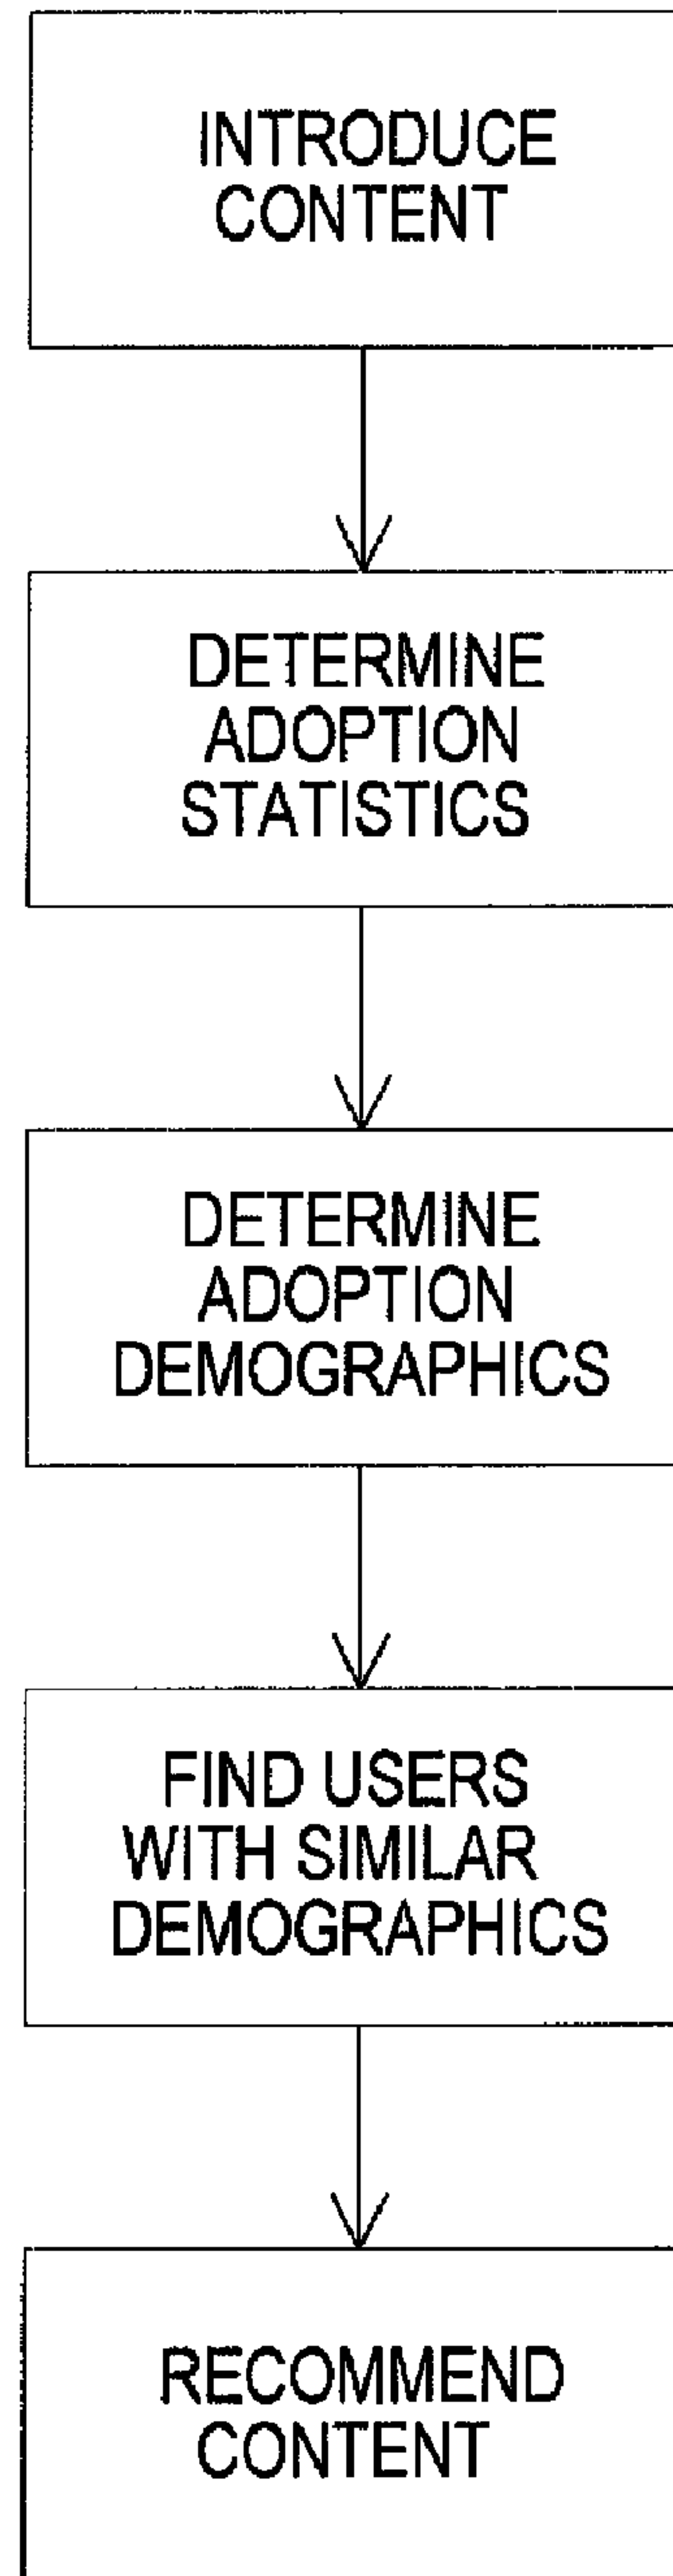 INTRODUCE
CONTENT
DETERMINE
ADOPTION
STATISTICS
DETERMINE
ADOPTION
DEMOGRAPHICS
FIND USERS
WITH SIMILAR
DEMOGRAPHICS
RECOMMEND
CONTENT